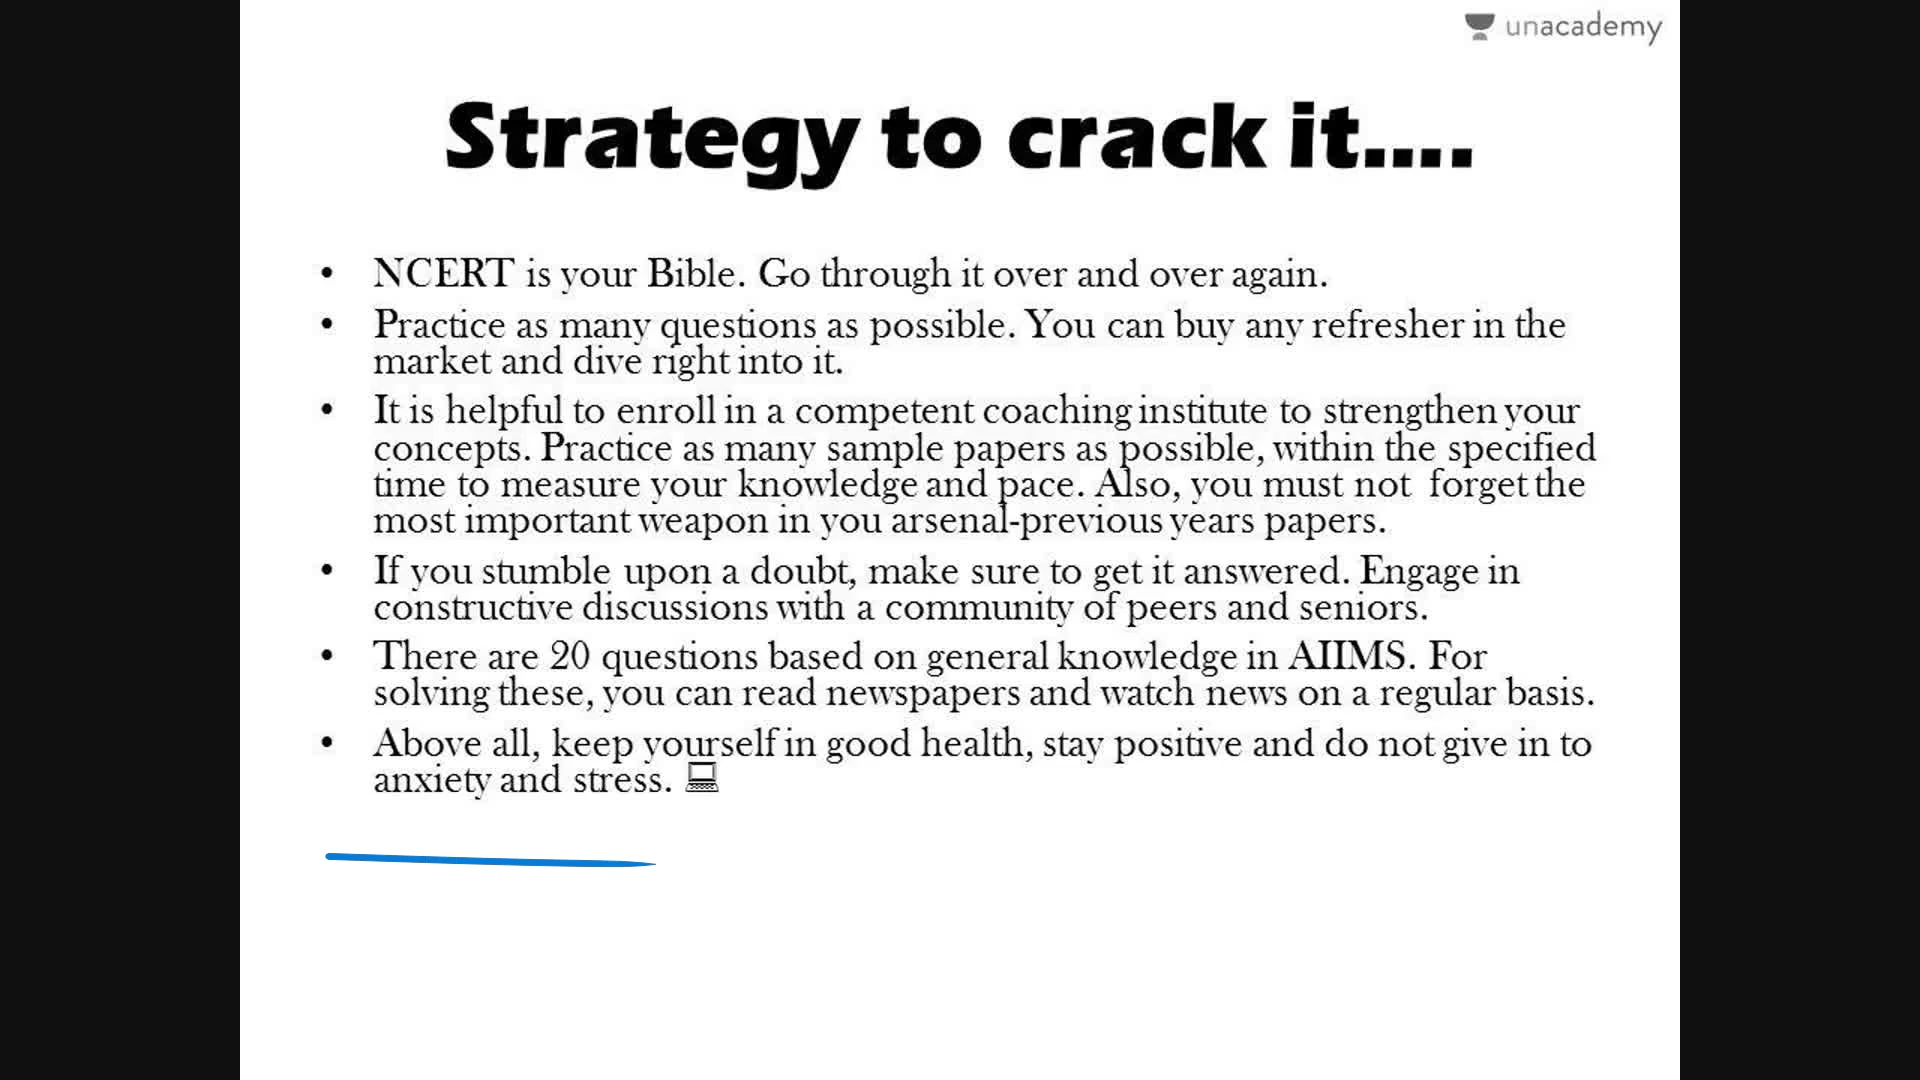 unacademy
Strategy to crack it....
• NCERT is your Bible. Go through it over and over again.
• Practice as many questions as possible. You can buy any refresher in the
market and dive right into it.
• It is helpful to enroll in a competent coaching institute to strengthen your
concepts. Practice as many sample papers as possible, within the specified
time to measure your knowledge and pace. Also, you must not forget the
most important weapon in you arsenal-previous years papers.
• If you stumble upon a doubt, make sure to get it answered. Engage in
constructive discussions with a community of peers and seniors.
• There are 20 questions based on general knowledge in AIIMS. For
solving these, you can read newspapers and watch news on a regular basis.
• Above all, keep yourself in good health, stay positive and do not give in to
anxiety and stress.